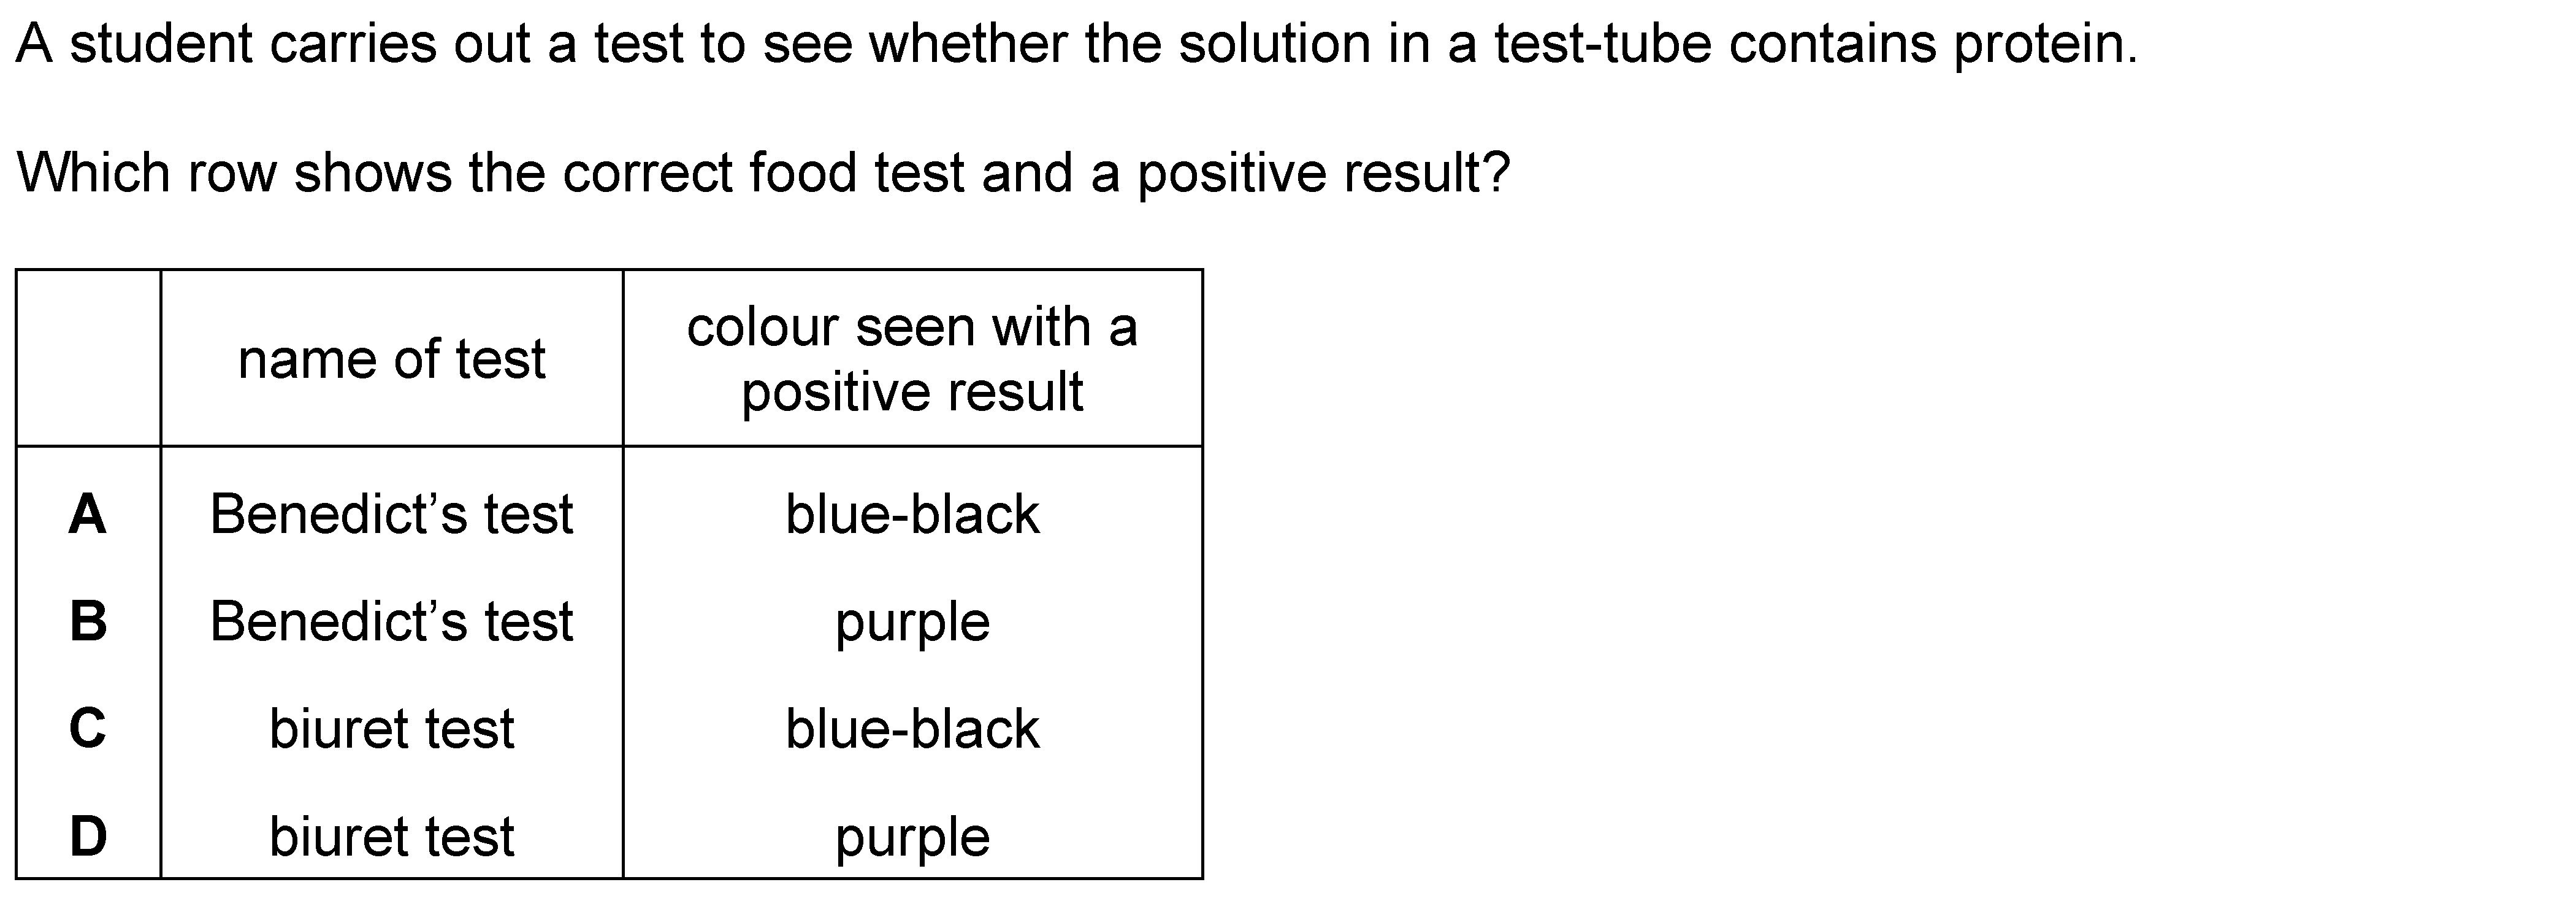 A student carries out a test to see whether the solution in a test-tube contains protein.
Which row shows the correct food test and a positive result?
name of test
colour seen with a
positive result
A Benedict’s test blue-black
B Benedict’s test purple
C biuret test blue-black
D biuret test purple